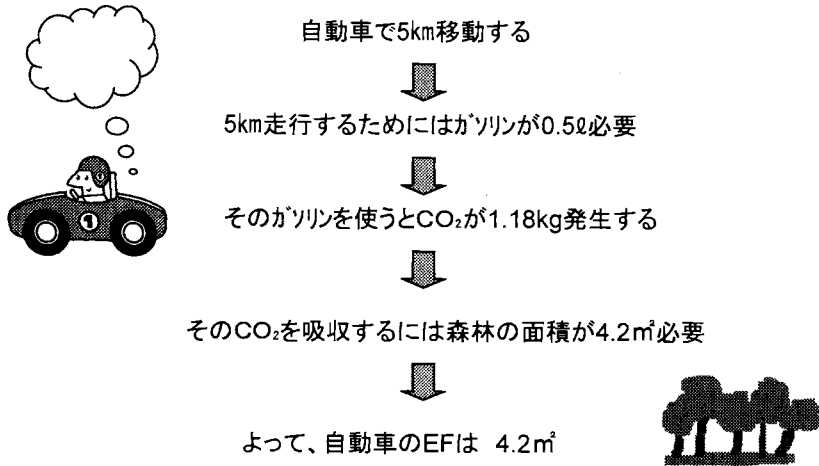 自動車で5km移動する
5km走行するためにはｶﾞｿﾘﾝが0.5ℓ必要
そのｶﾞｿﾘﾝを使うとCO₂が1.18kg発生する
そのCO₂を吸収するには森林の面積が4.2㎡必要
よって、自動車のEFは 4.2㎡
1